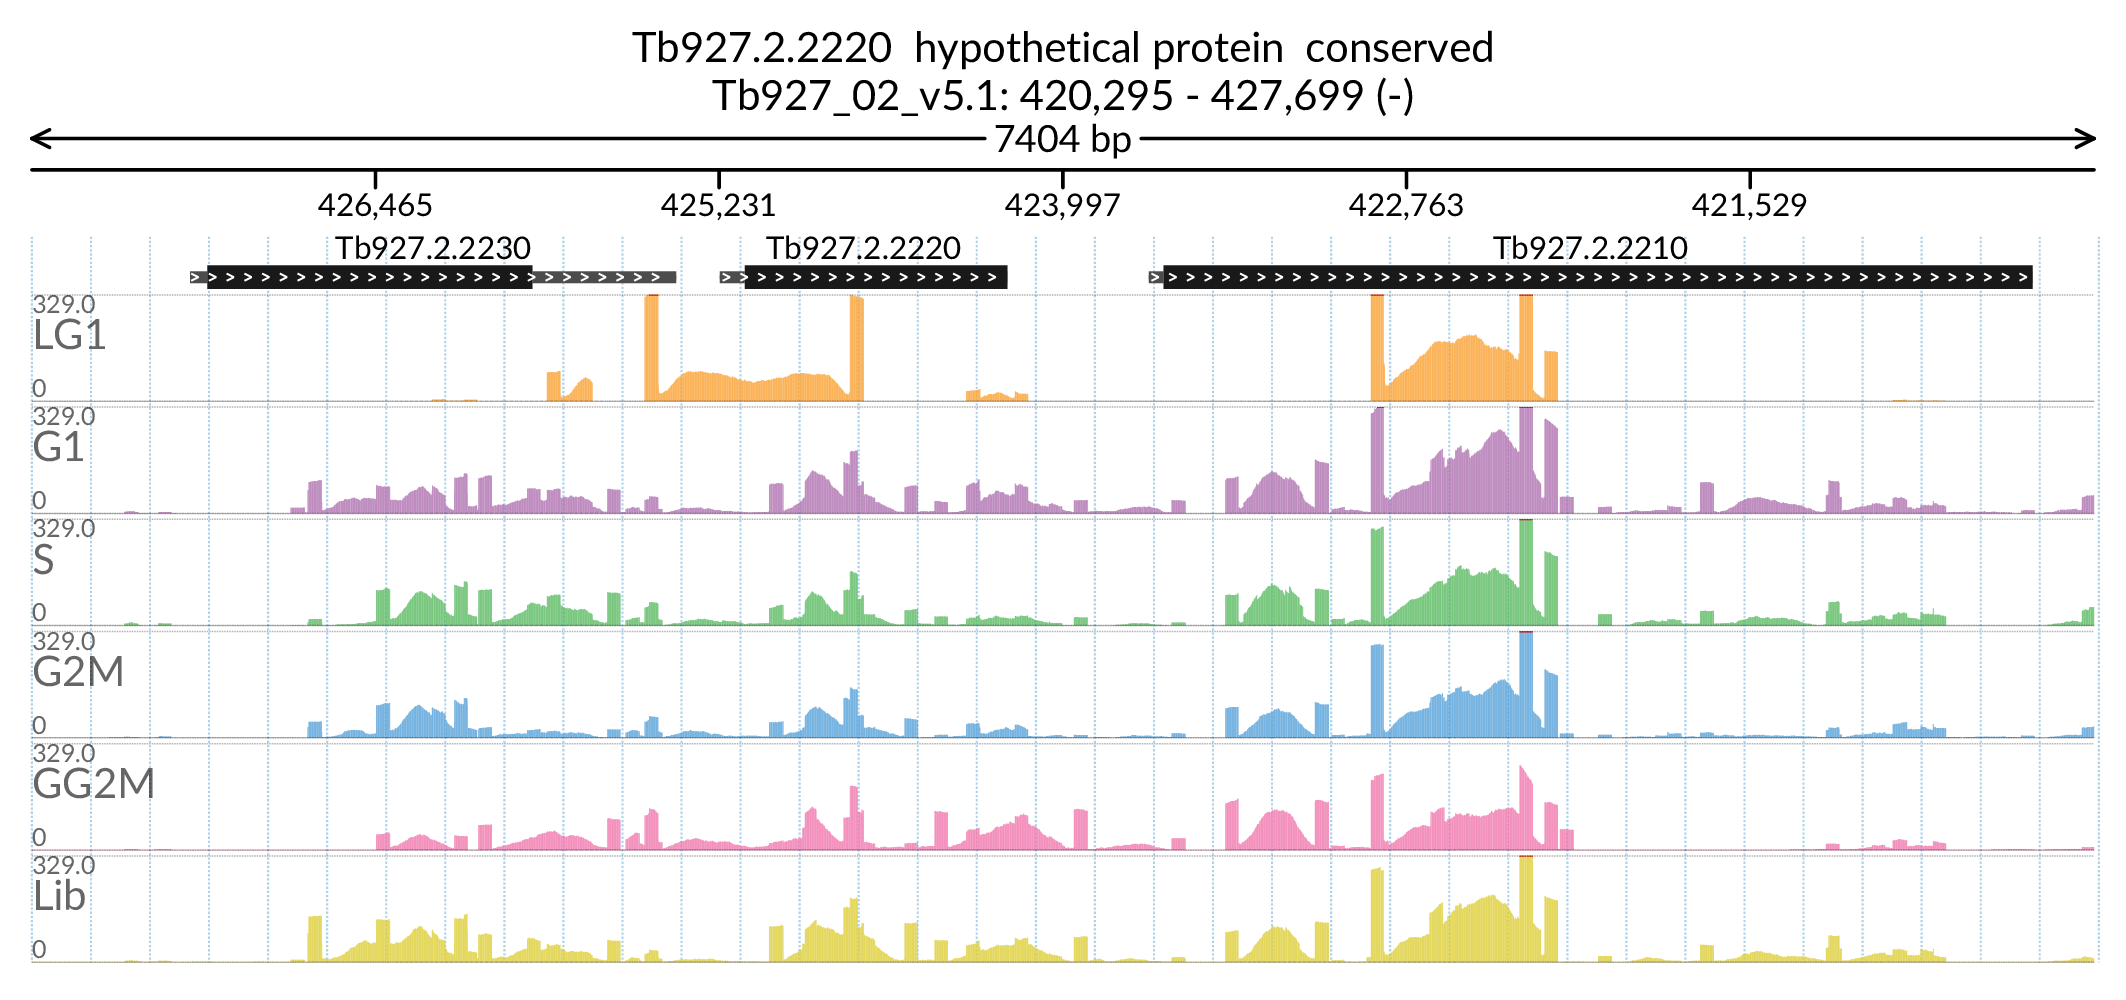 Tb927.2.2220 hypothetical protein conserved
Tb927_02_v5.1: 420,295 - 427,699 (-)
7404 bp
426,465 425,231 423,997 422,763 421,529
Tb927.2.2230 Tb927.2.2220 Tb927.2.2210
329.0
LG1
0
329.0
G1
0
329.0
S
0
329.0
G2M
0
329.0
GG2M
0
329.0
Lib
0